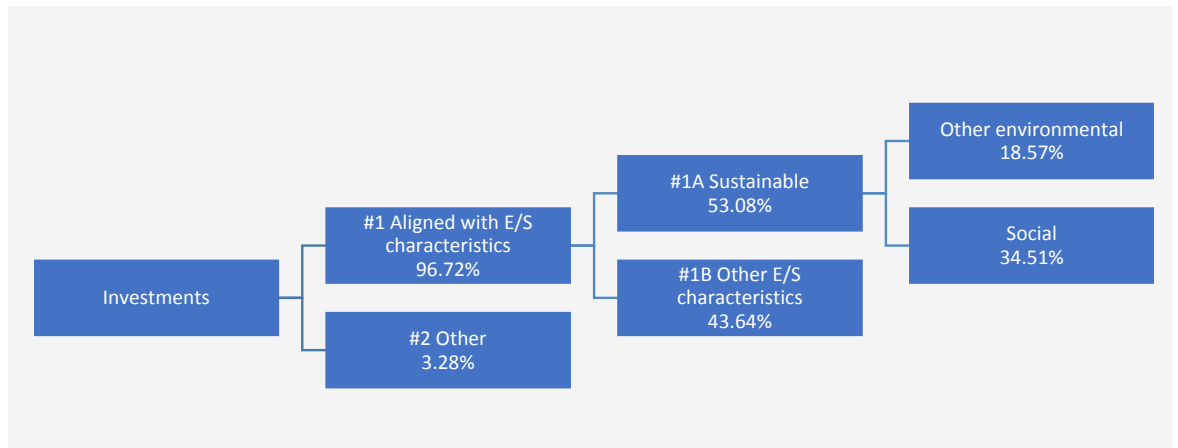 Investments
#1 Aligned with E/S
characteristics
96.72%
#2 Other
3.28%
#1A Sustainable
53.08%
#1B Other E/S
characteristics
43.64%
Other environmental
18.57%
Social
34.51%